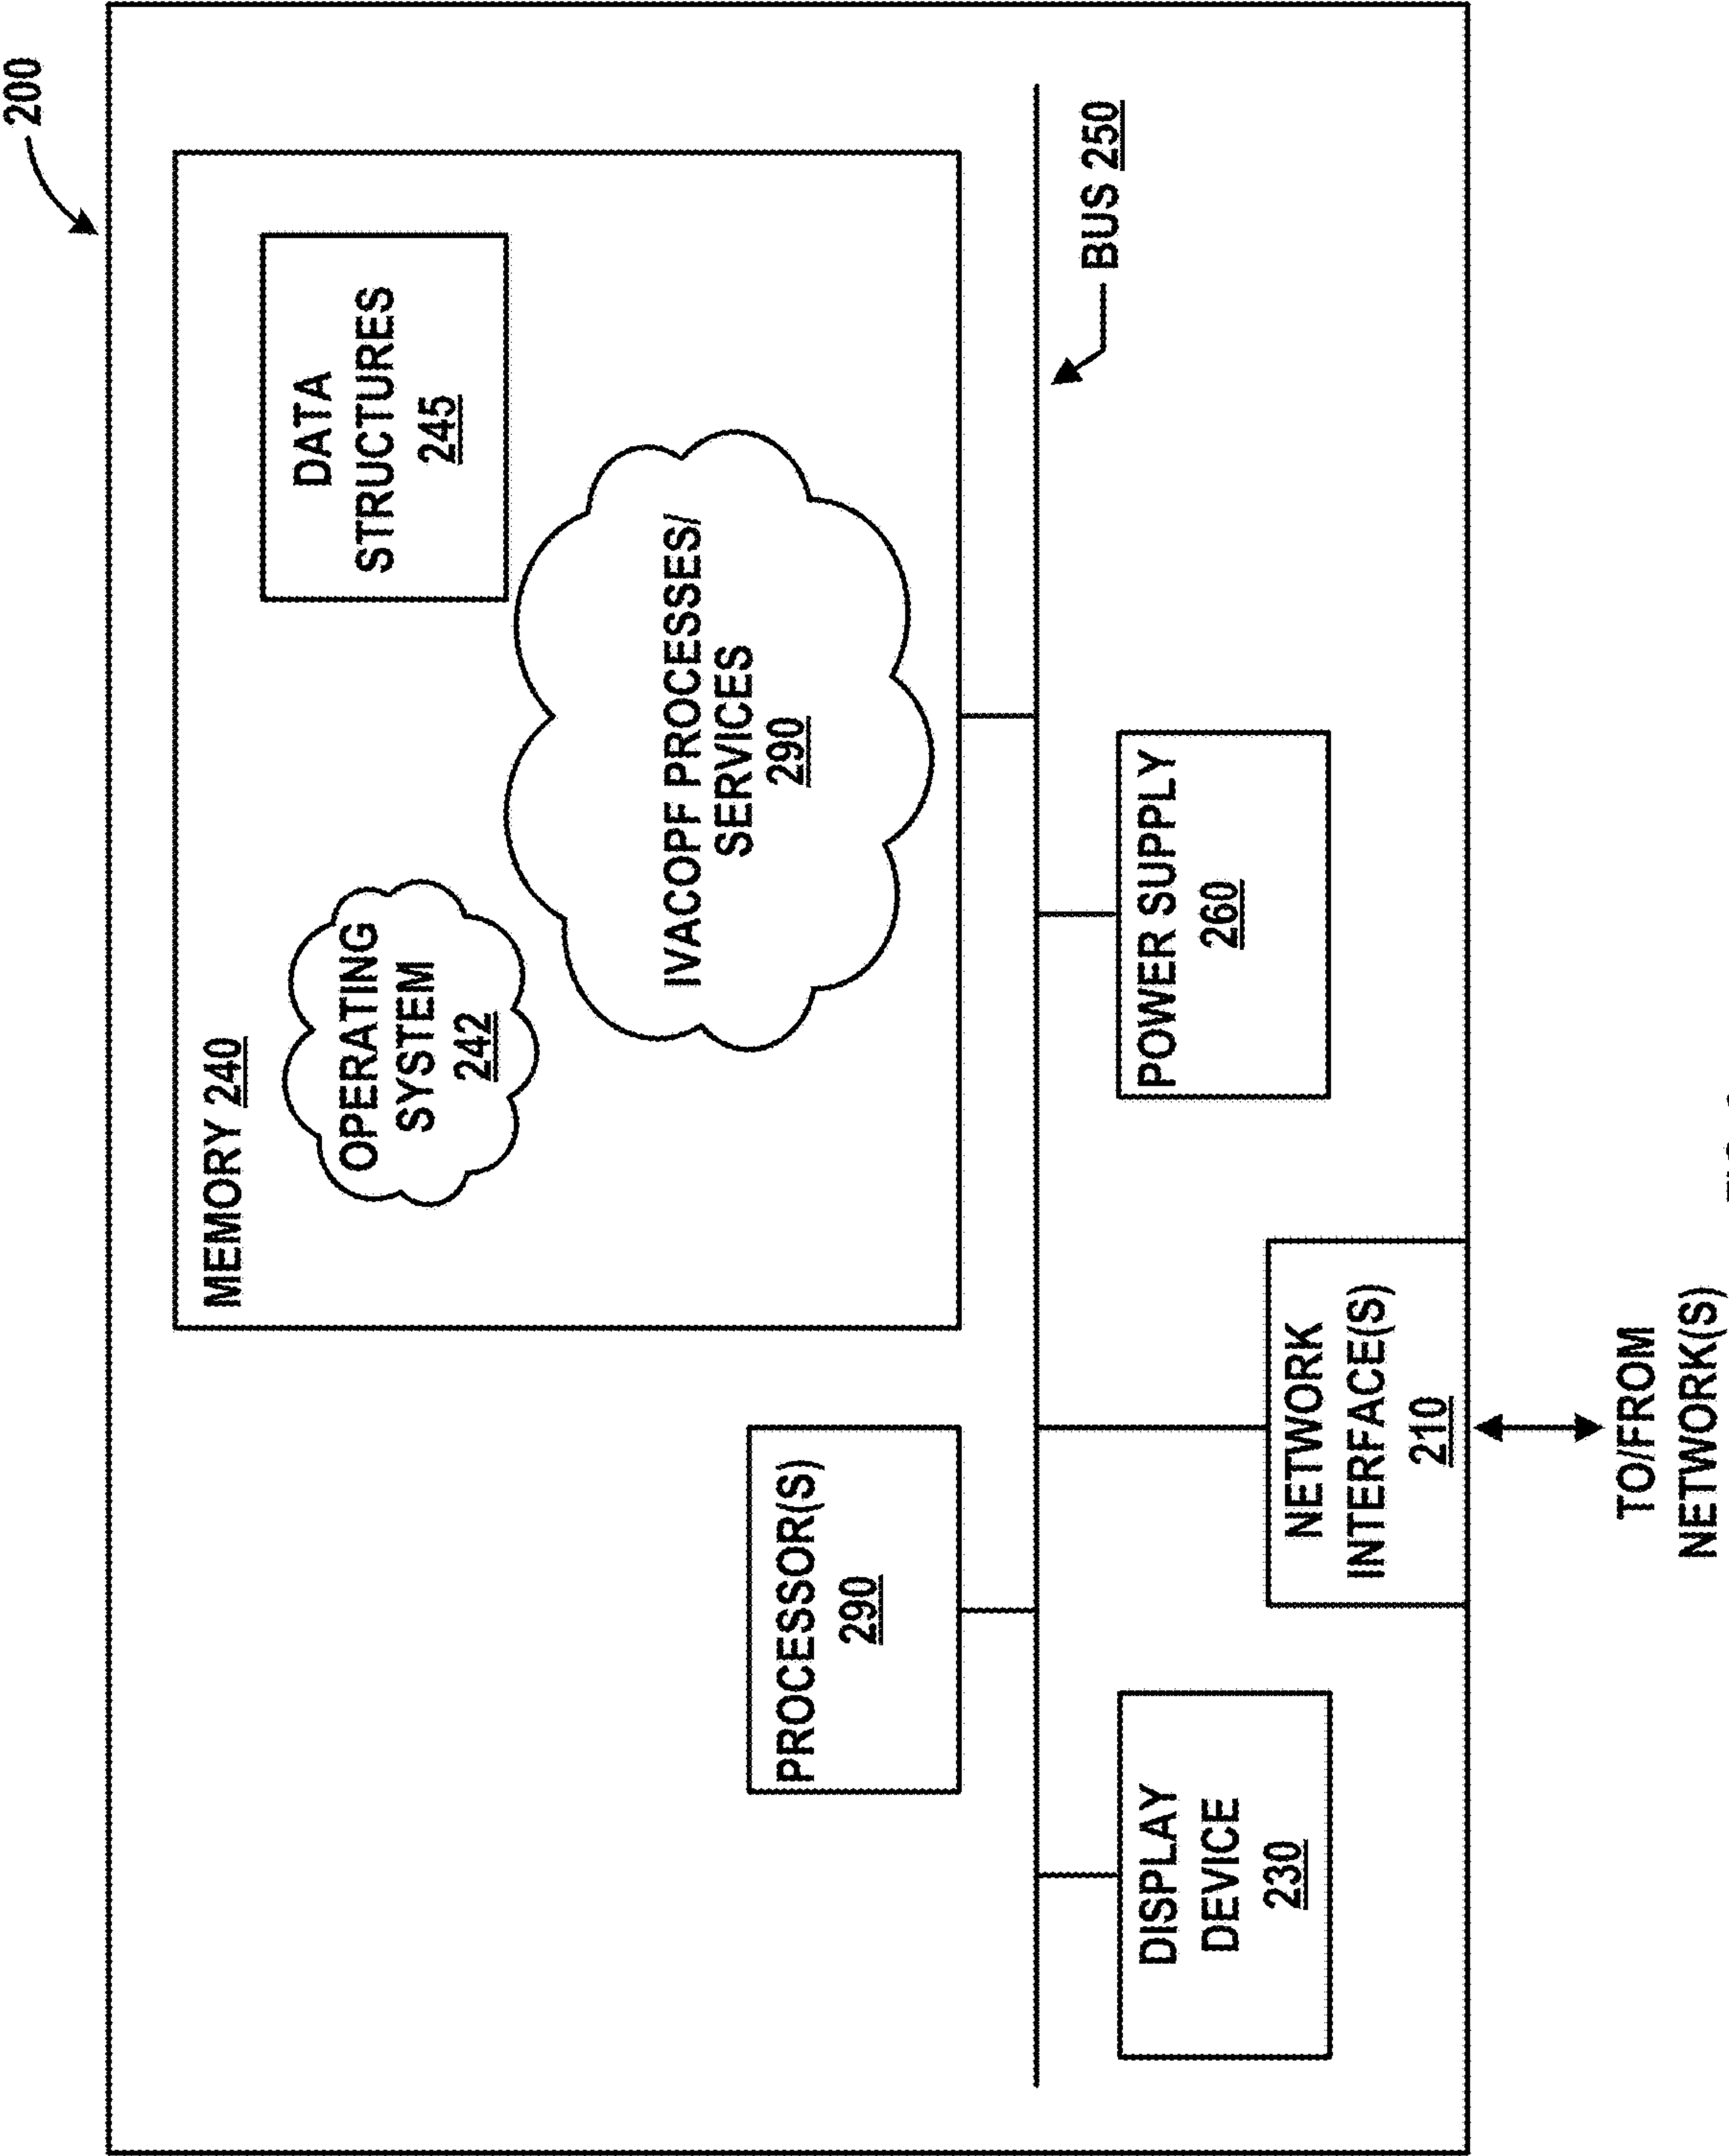 200
MEMORY 240
OPERATING
SYSTEM
242
DATA
STRUCTURES
245
IVACOPF PROCESSES/
SERVICES
290
PROCESSOR(S)
290
BUS 250
DISPLAY
DEVICE
230
NETWORK
INTERFACE(S)
210
POWER SUPPLY
260
TO/FROM
NETWORK(S)